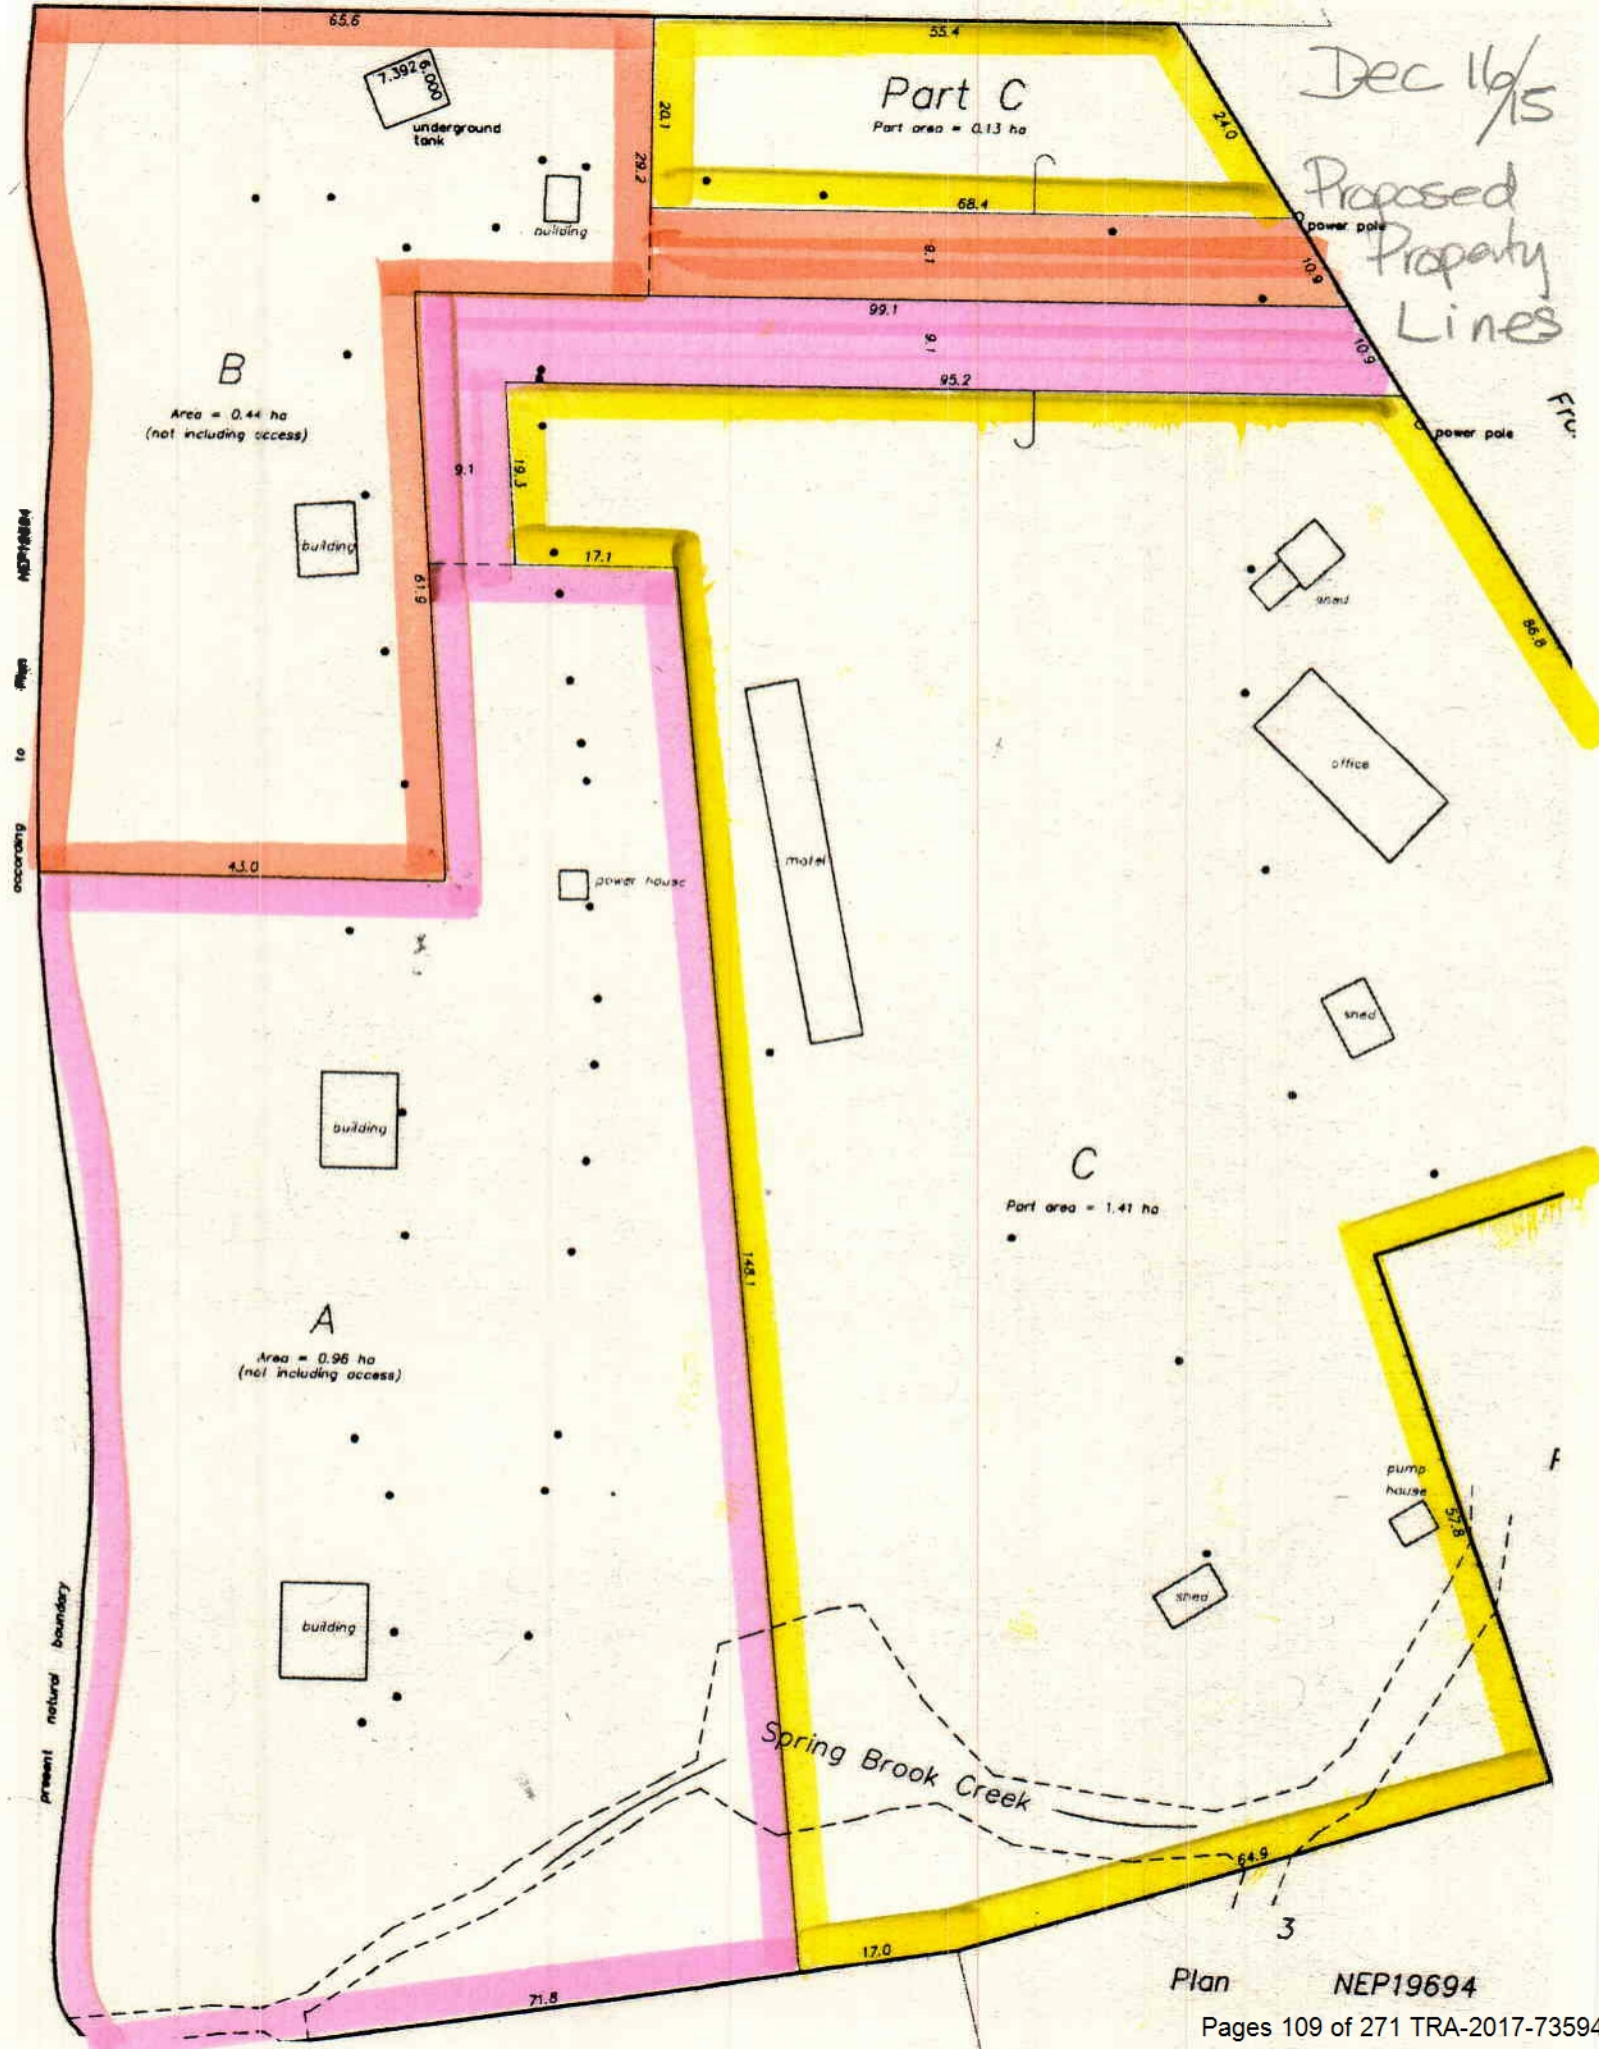 65.6
55.4
Dec 16/15
7.392
6.000
underground
tank
20.1
Part C
Part area = 0.13 ha
24.0
29.2
Proposed
Property
Lines
68.4
power pole
building
9.1
10.9
99.1
9.1
10.9
95.2
B
Area = 0.44 ha
(not including access)
power pole
9.1
19.3
17.1
building
61.9
shed
86.8
according to Plan
office
motel
43.0
power house
shed
building
C
Part area = 1.41 ha
148.1
A
Area = 0.96 ha
(not including access)
pump
house
57.8
shed
building
present natural boundary
Spring Brook Creek
64.9
3
17.0
71.8
Plan NEP19694
Pages 109 of 271 TRA-2017-73594